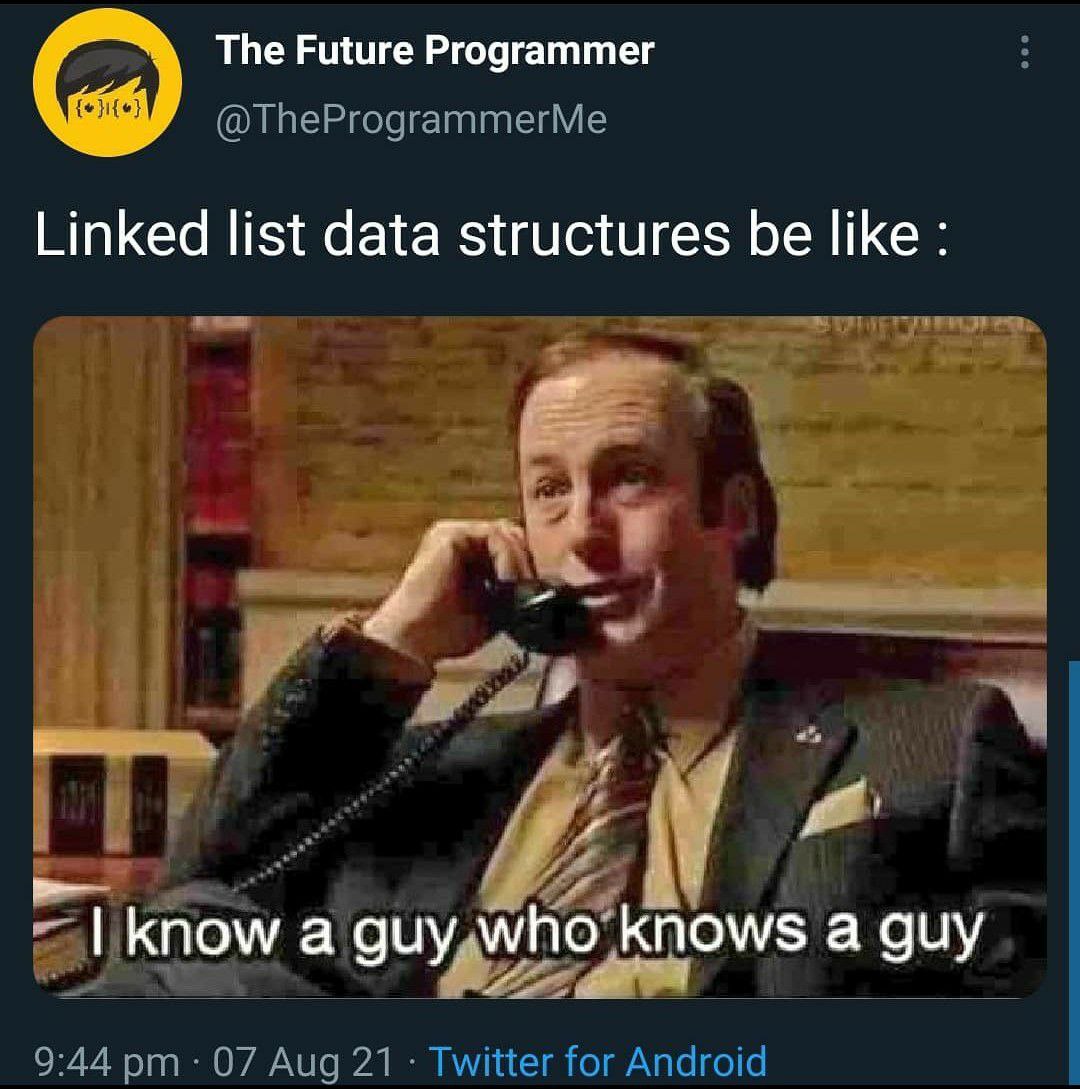 The Future Programmer
{•}|{•}
@TheProgrammerMe
Linked list data structures be like :
I know a guy who knows a guy
9:44 pm · 07 Aug 21 · Twitter for Android